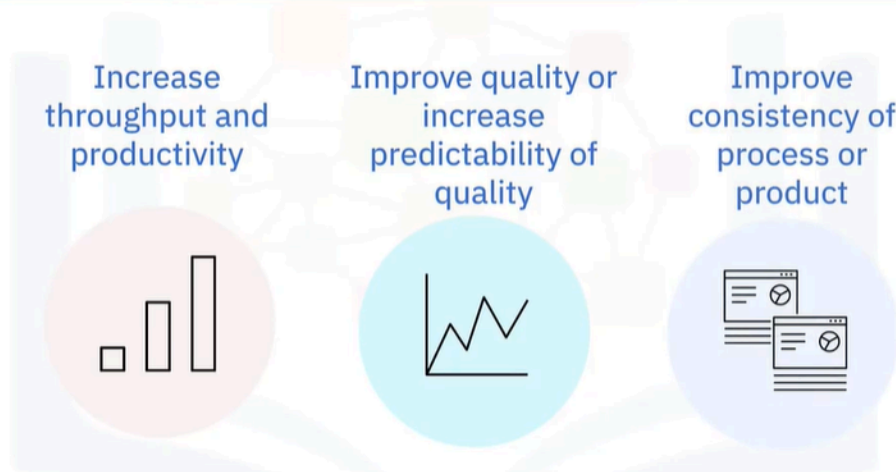 Increase
throughput and
productivity
Improve quality or
increase
predictability of
quality
Improve
consistency of
process or
product